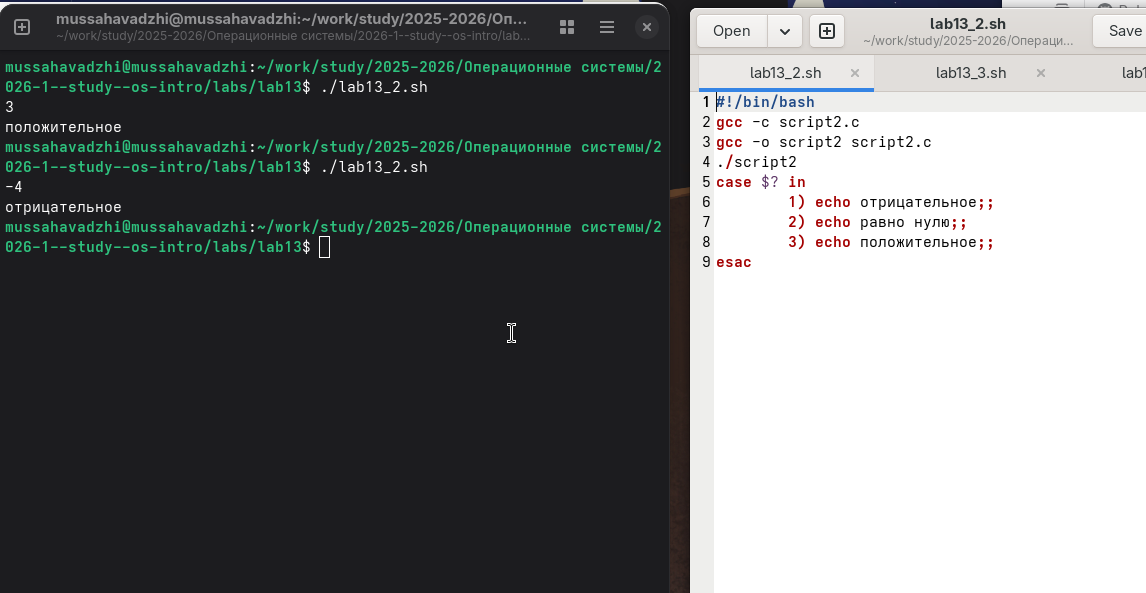 mussahavadzhi@mussahavadzhi:~/work/study/2025-2026/Оп...
~/work/study/2025-2026/Операционные системы/2026-1--study--os-intro/lab...
mussahavadzhi@mussahavadzhi:~/work/study/2025-2026/Операционные системы/2
026-1--study--os-intro/labs/lab13$ ./lab13_2.sh
3
положительное
mussahavadzhi@mussahavadzhi:~/work/study/2025-2026/Операционные системы/2
026-1--study--os-intro/labs/lab13$ ./lab13_2.sh
-4
отрицательное
mussahavadzhi@mussahavadzhi:~/work/study/2025-2026/Операционные системы/2
026-1--study--os-intro/labs/lab13$
Open
lab13_2.sh
~/work/study/2025-2026/Операци...
Save
lab13_2.sh
lab13_3.sh
lab1
1 #!/bin/bash
2 gcc -c script2.c
3 gcc -o script2 script2.c
4 ./script2
5 case $? in
6 1) echo отрицательное;;
7 2) echo равно нулю;;
8 3) echo положительное;;
9 esac